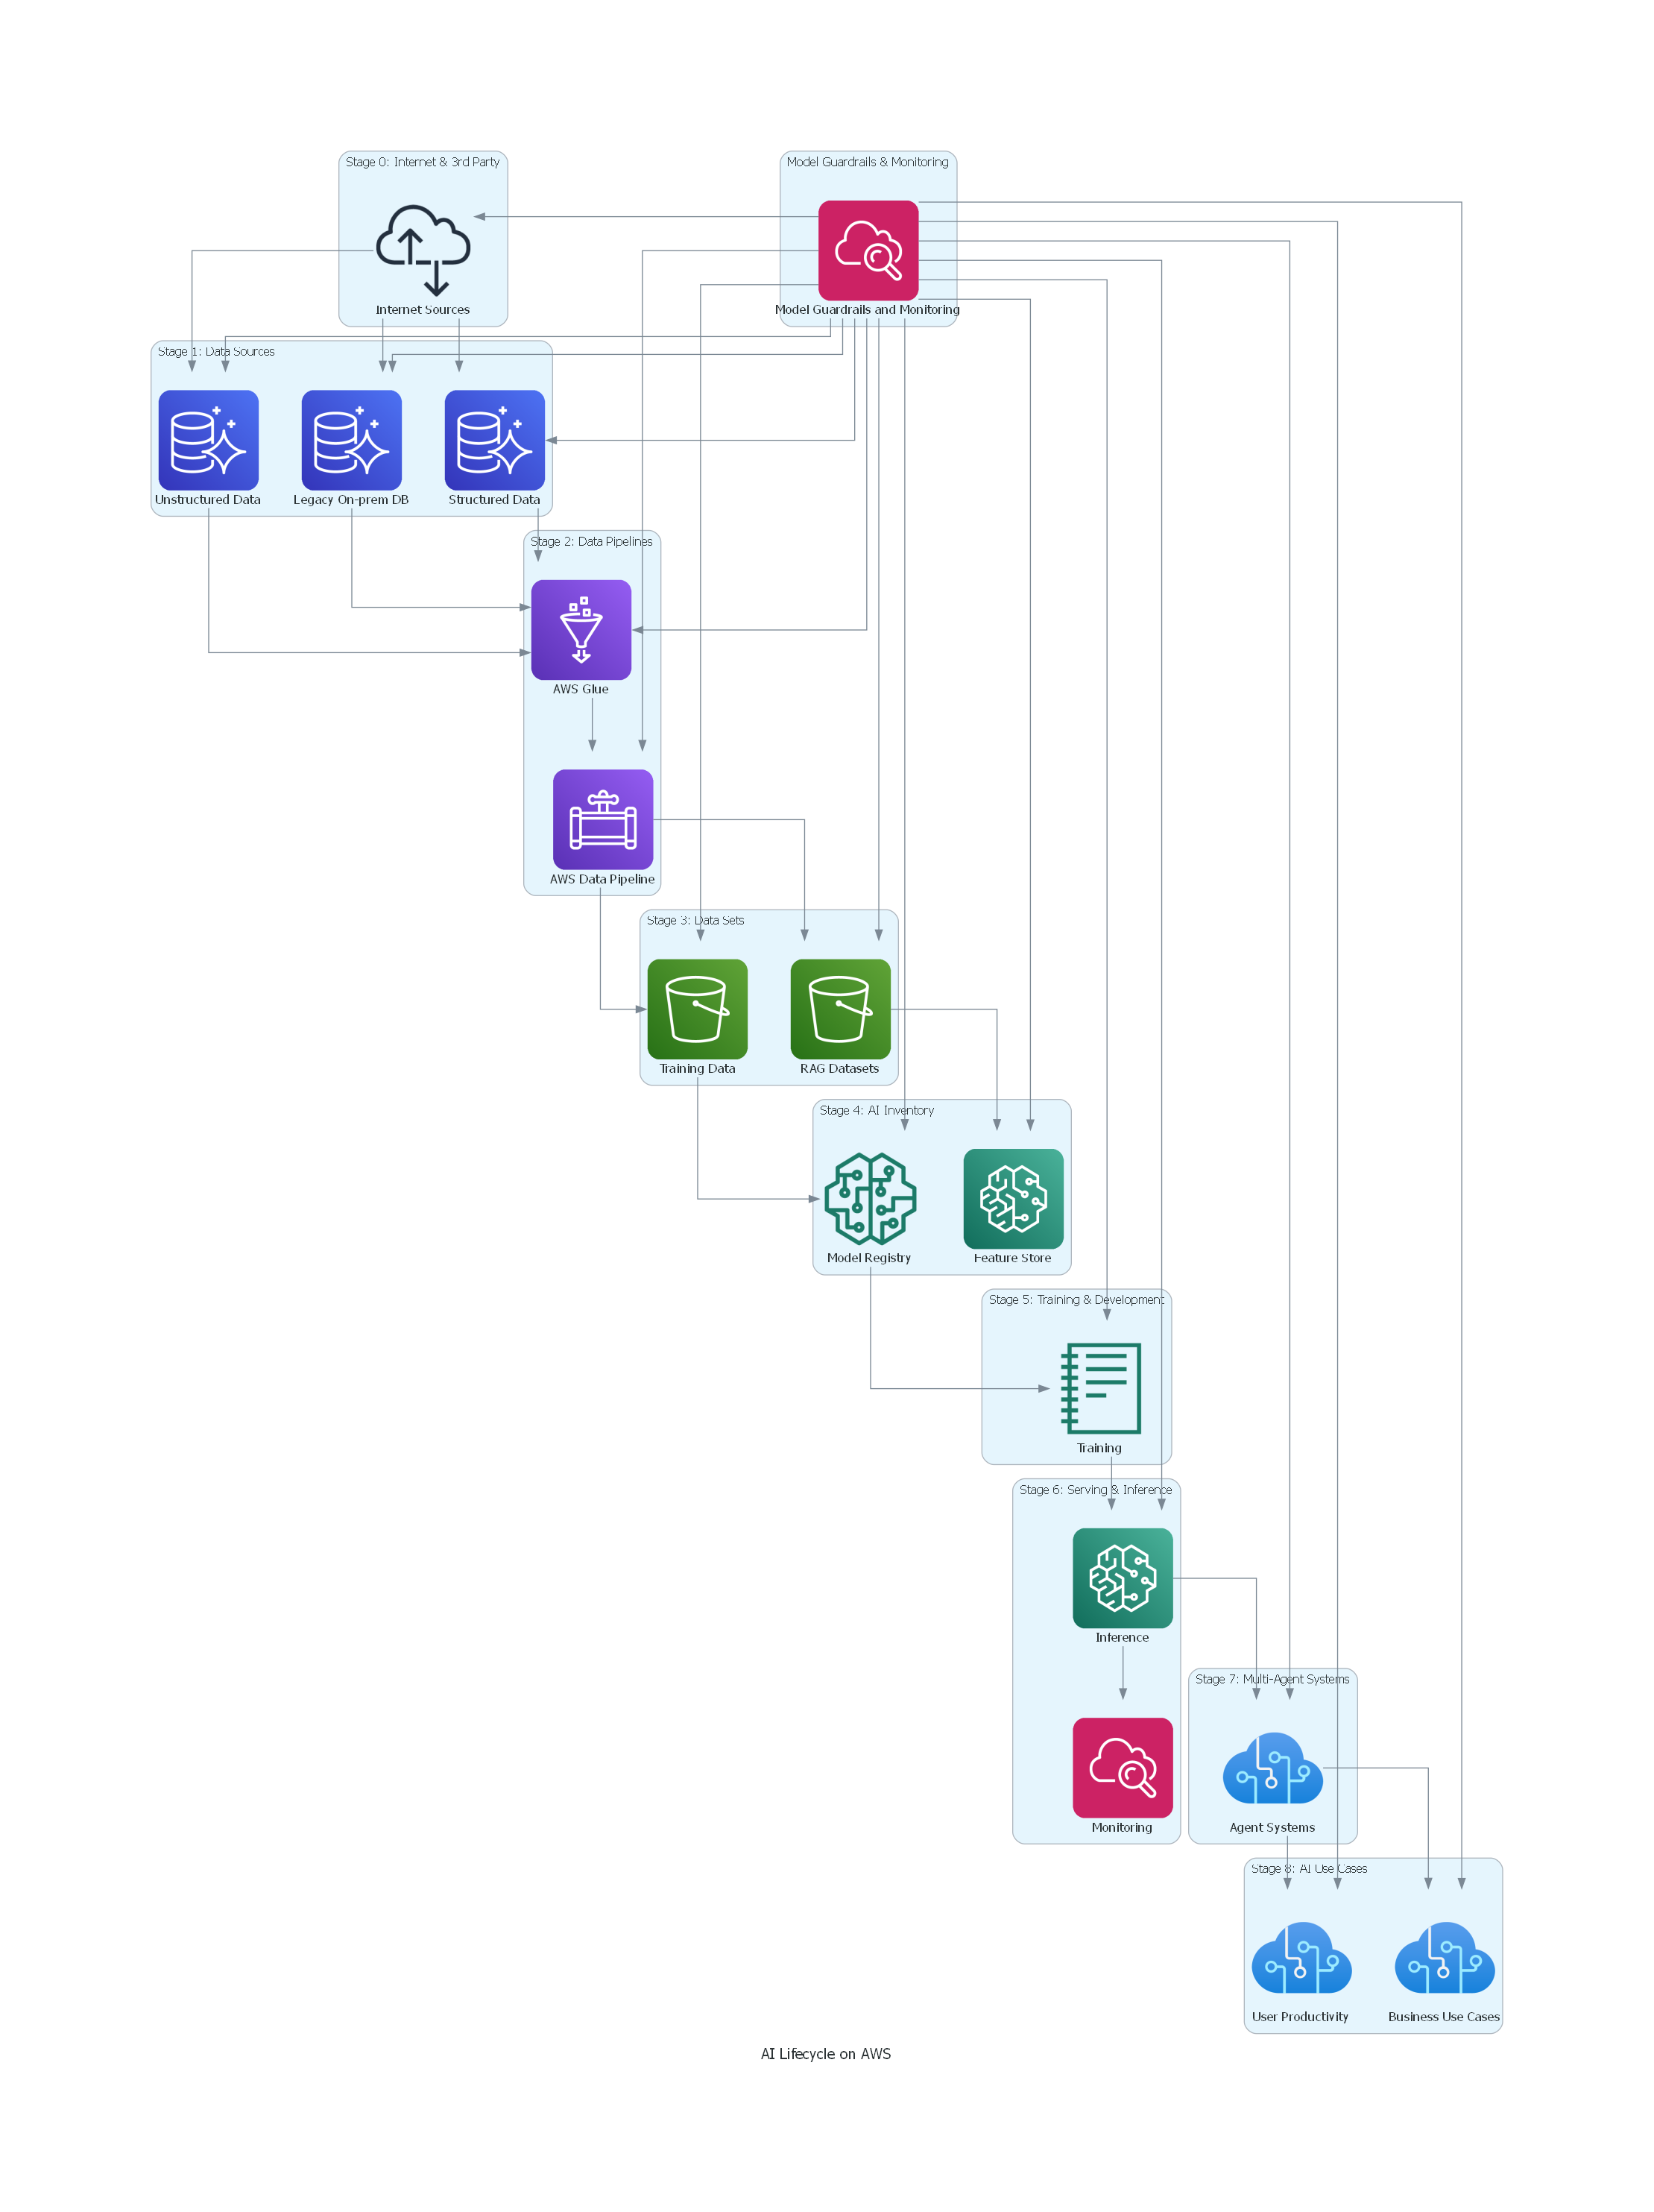 Stage 0: Internet & 3rd Party
Model Guardrails & Monitoring
Internet Sources
Model Guardrails and Monitoring
Stage 1: Data Sources
Unstructured Data
Legacy On-prem DB
Structured Data
Stage 2: Data Pipelines
AWS Glue
AWS Data Pipeline
Stage 3: Data Sets
Training Data
RAG Datasets
Stage 4: AI Inventory
Model Registry
Feature Store
Stage 5: Training & Development
Training
Stage 6: Serving & Inference
Inference
Stage 7: Multi-Agent Systems
Monitoring
Agent Systems
Stage 8: AI Use Cases
User Productivity
Business Use Cases
AI Lifecycle on AWS